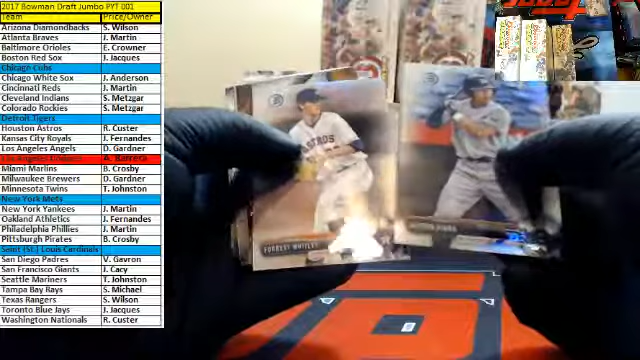 2017 Bowman Draft Jumbo PYT 001
Team Price/Owner
Arizona Diamondbacks S. Wilson
Atlanta Braves J. Martin
Baltimore Orioles E. Crowner
Boston Red Sox J. Jacques
Chicago Cubs
Chicago White Sox J. Anderson
Cincinnati Reds J. Martin
Cleveland Indians S. Metzgar
Colorado Rockies S. Metzgar
Detroit Tigers
Houston Astros R. Custer
Kansas City Royals J. Fernandes
Los Angeles Angels D. Gardner
Los Angeles Dodgers A. Barrera
Miami Marlins B. Crosby
Milwaukee Brewers D. Gardner
Minnesota Twins T. Johnston
New York Mets
New York Yankees J. Martin
Oakland Athletics J. Fernandes
Philadelphia Phillies J. Martin
Pittsburgh Pirates B. Crosby
Saint (St.) Louis Cardinals
San Diego Padres V. Gavron
San Francisco Giants J. Cacy
Seattle Mariners T. Johnston
Tampa Bay Rays S. Michael
Texas Rangers S. Wilson
Toronto Blue Jays J. Jacques
Washington Nationals R. Custer
ASTROS
FORREST WHITLEY